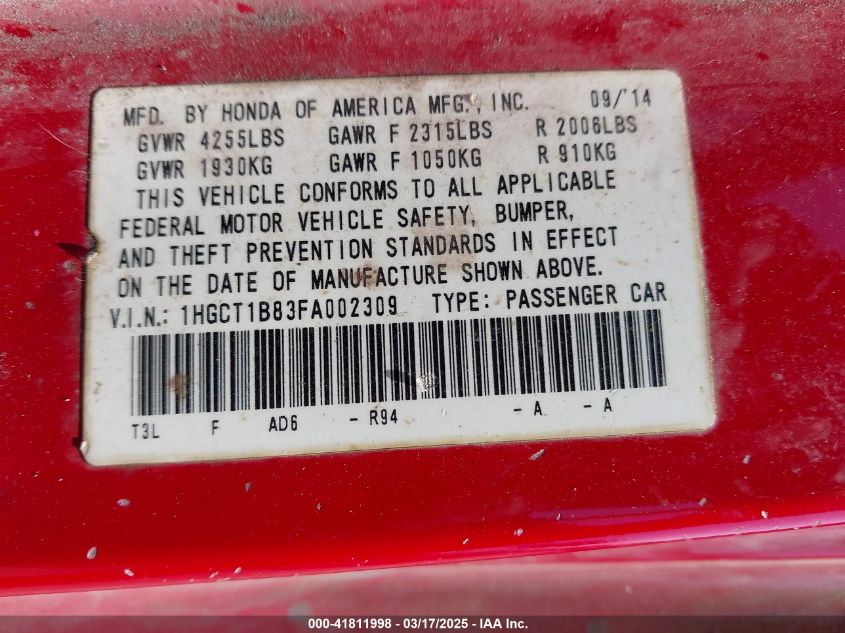 MFD. BY HONDA OF AMERICA MFG., INC. 09/'14
GVWR 4255LBS GAWR F 2315LBS R 2006LBS
GVWR 1930KG GAWR F 1050KG R 910KG
THIS VEHICLE CONFORMS TO ALL APPLICABLE
FEDERAL MOTOR VEHICLE SAFETY, BUMPER,
AND THEFT PREVENTION STANDARDS IN EFFECT
ON THE DATE OF MANUFACTURE SHOWN ABOVE.
V.I.N.: 1HGCT1B83FA002309 TYPE: PASSENGER CAR
T3L F AD6 - R94 - A - A
000-41811998 - 03/17/2025 - IAA Inc.